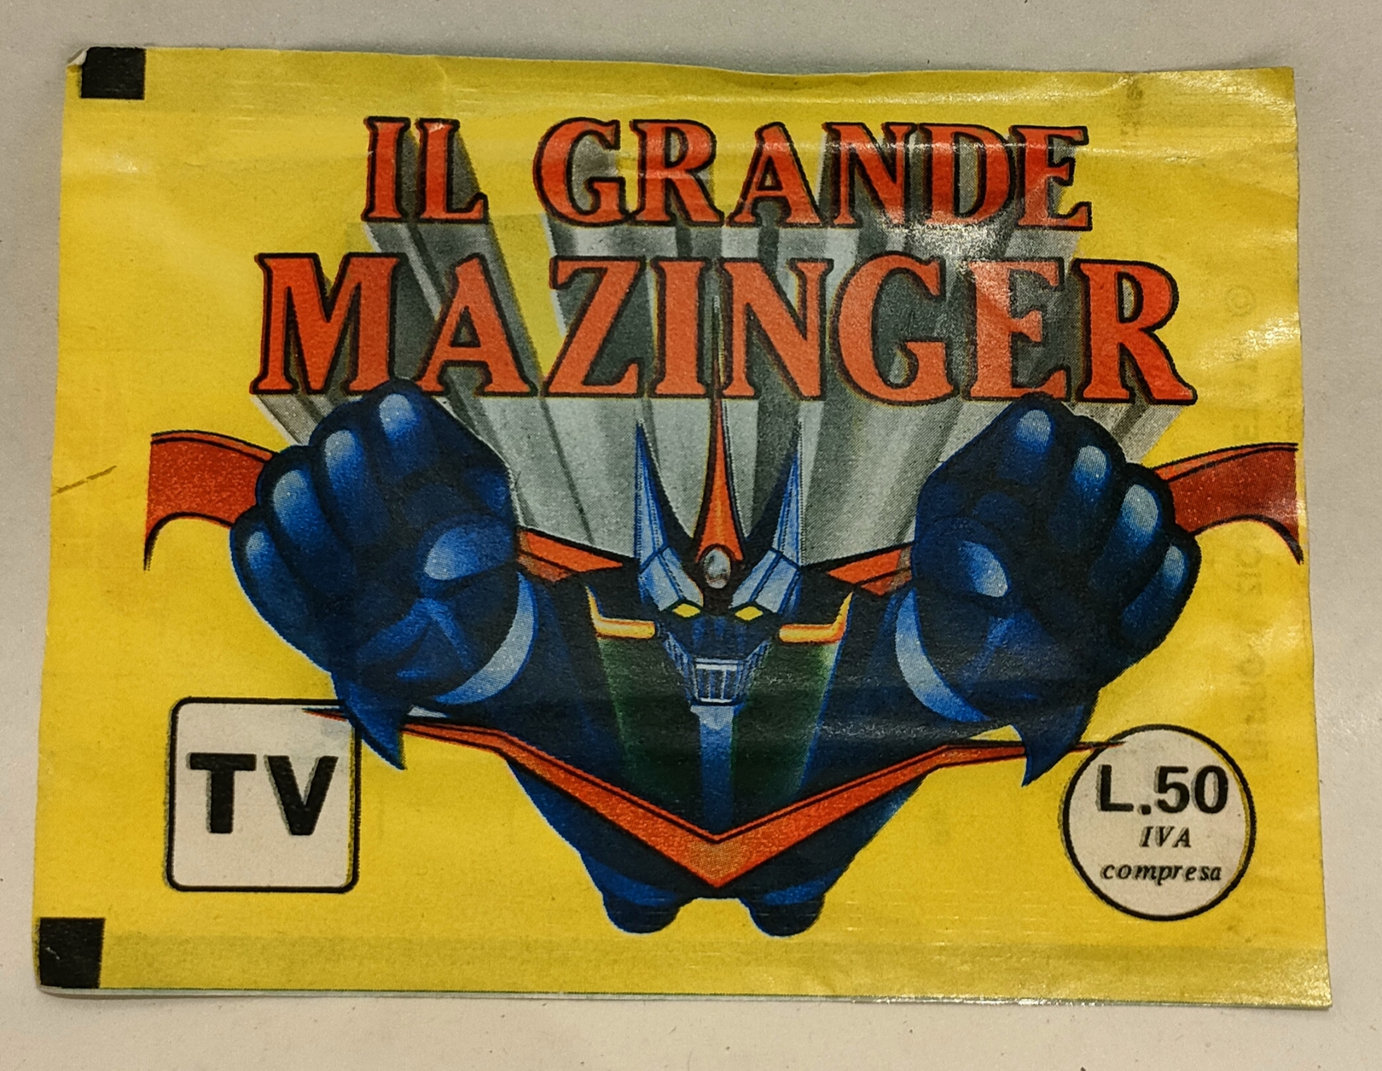 IL GRANDE
MAZINGER
TV
L.50
IVA
compresa